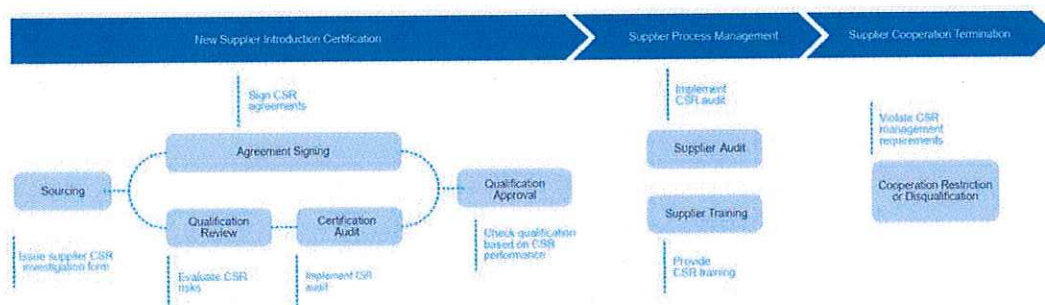 New Supplier Introduction Certification
Supplier Process Management
Supplier Cooperation Termination
Sign CSR
agreements
Implement
CSR audit
Violate CSR
management
requirements
Agreement Signing
Supplier Audit
Sourcing
Qualification
Approval
Cooperation Restriction
or Disqualification
Qualification
Review
Certification
Audit
Supplier Training
Issue supplier CSR
investigation form
Evaluate CSR
risks
Implement CSR
audit
Check qualification
based on CSR
performance
Provide
CSR training